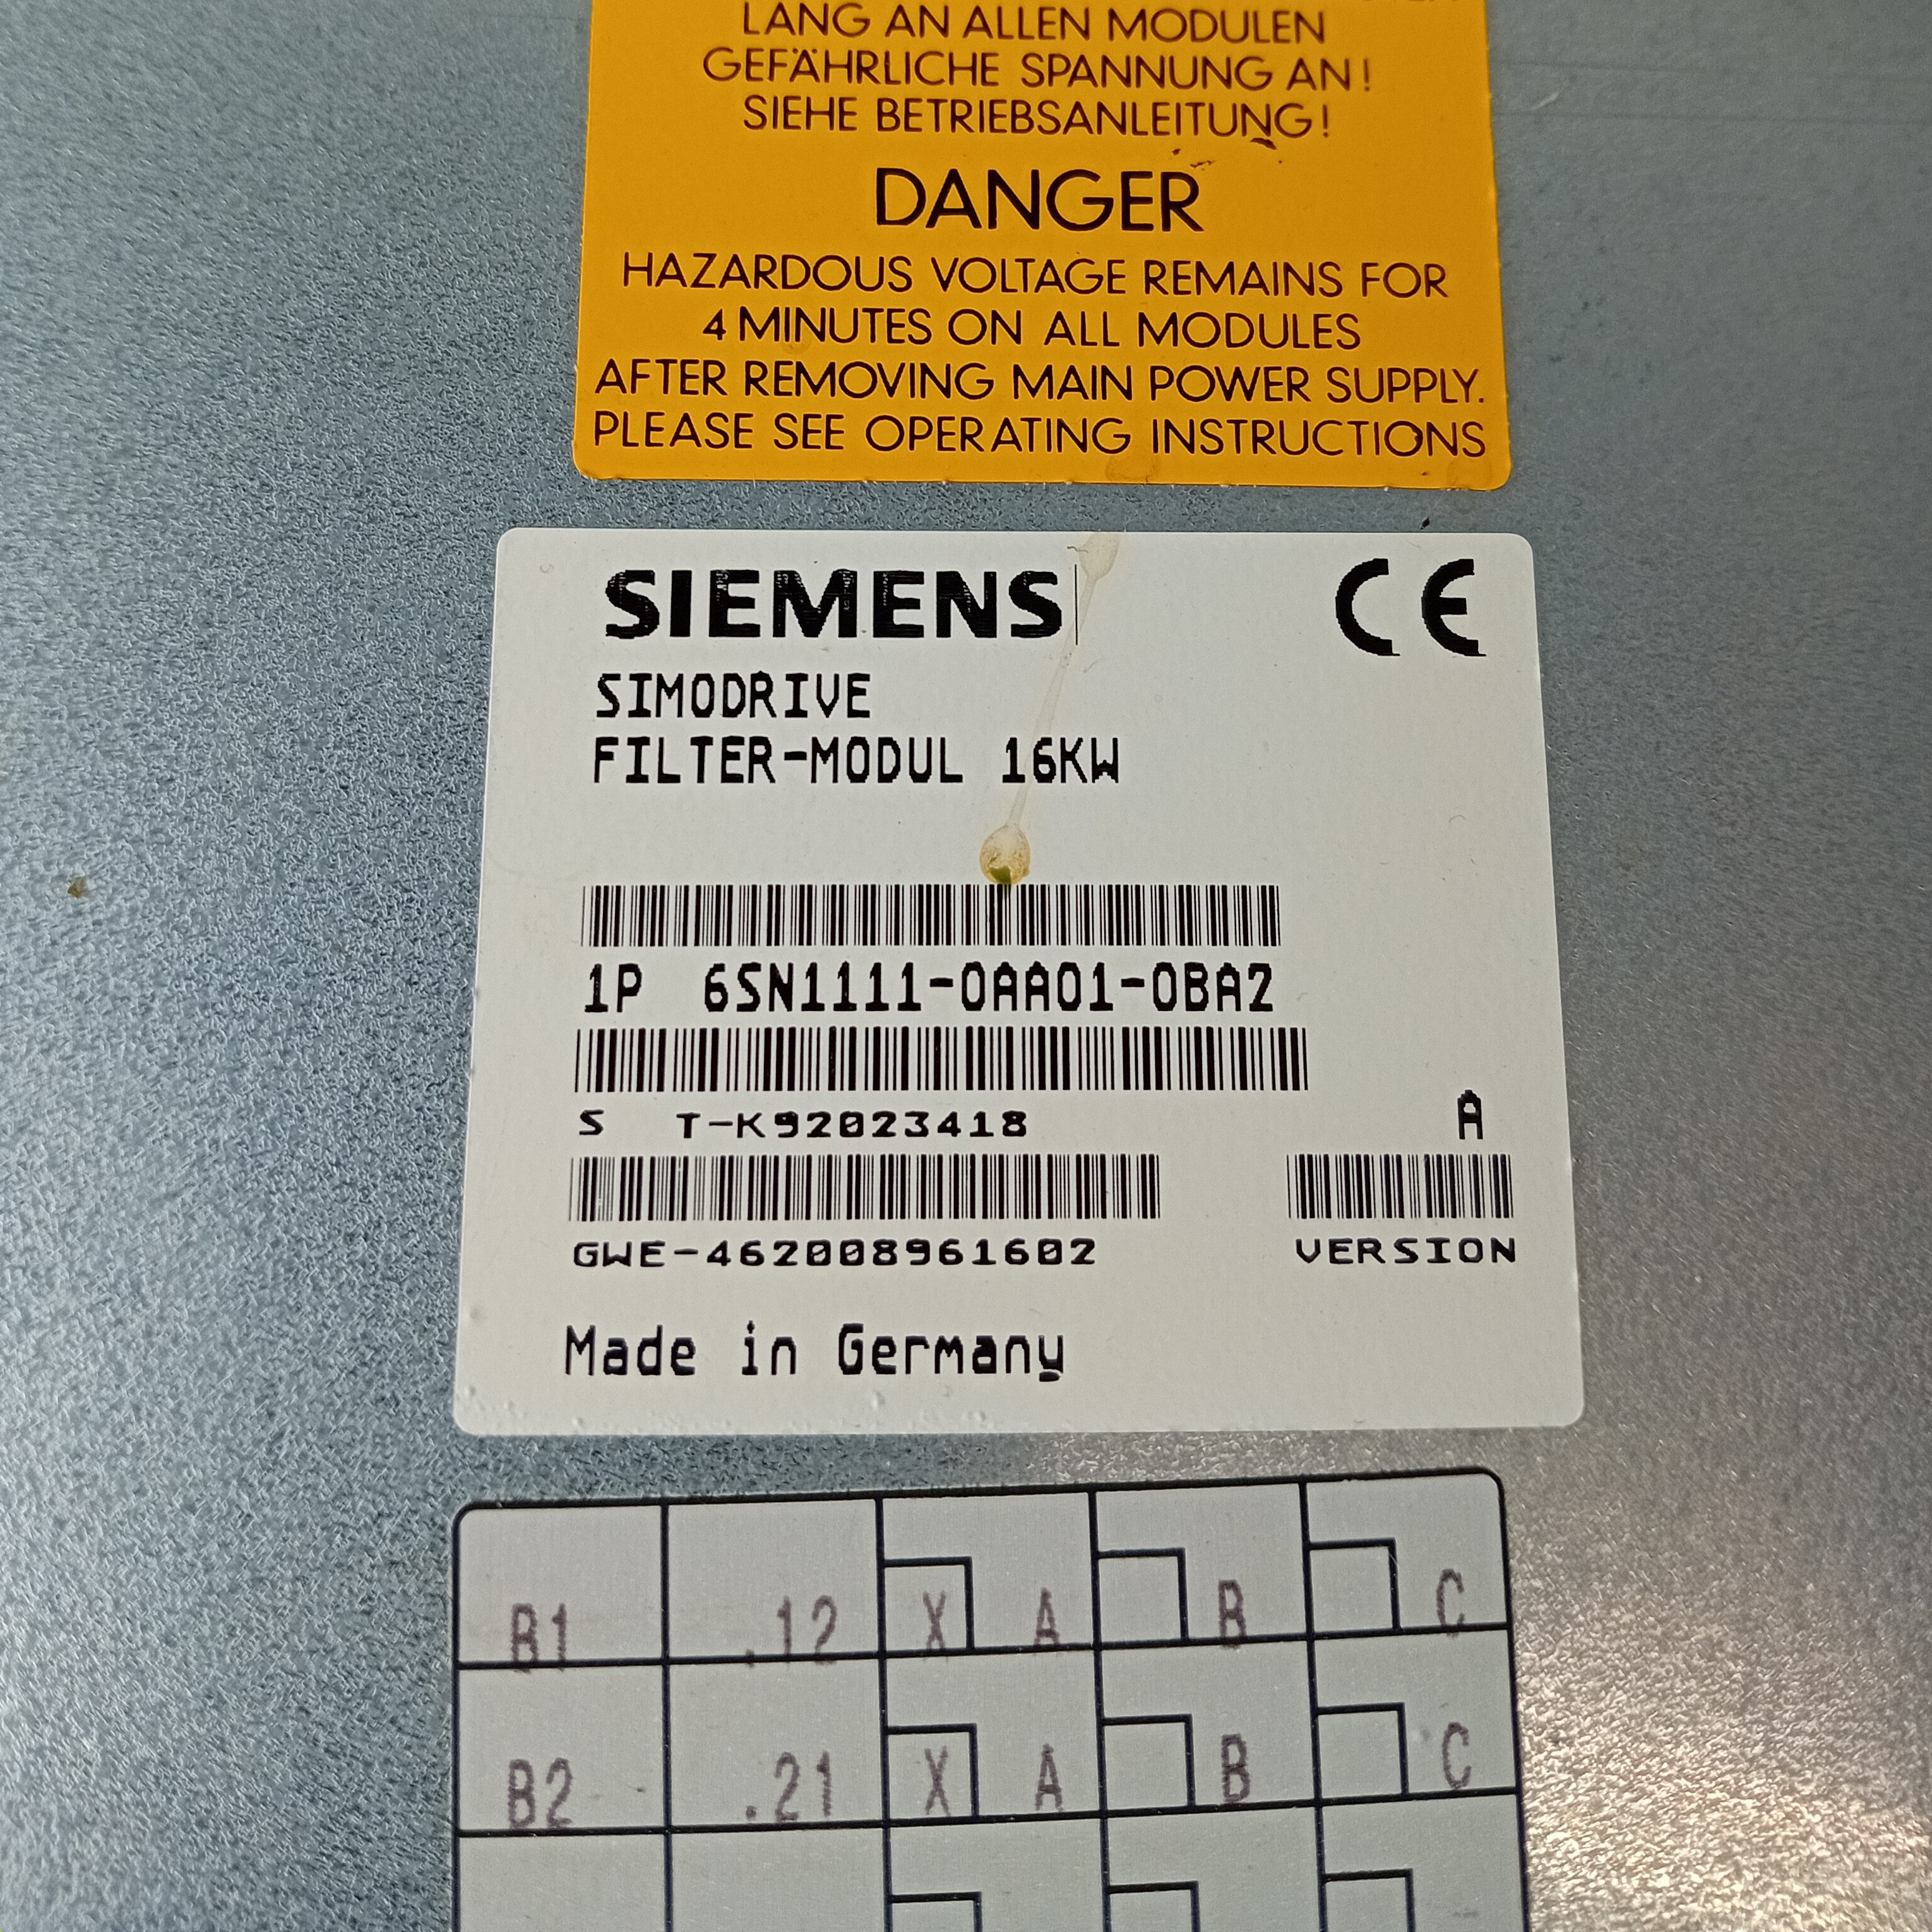 LANG AN ALLEN MODULEN
GEFÄHRLICHE SPANNUNG AN!
SIEHE BETRIEBSANLEITUNG!
DANGER
HAZARDOUS VOLTAGE REMAINS FOR
4 MINUTES ON ALL MODULES
AFTER REMOVING MAIN POWER SUPPLY.
PLEASE SEE OPERATING INSTRUCTIONS
SIEMENS CE
SIMODRIVE
FILTER-MODUL 16KW
1P 6SN1111-0AA01-0BA2
S T-K92023418 A
GWE-462008961602 VERSION
Made in Germany
B1 .12 X A B C
B2 .21 X A B C